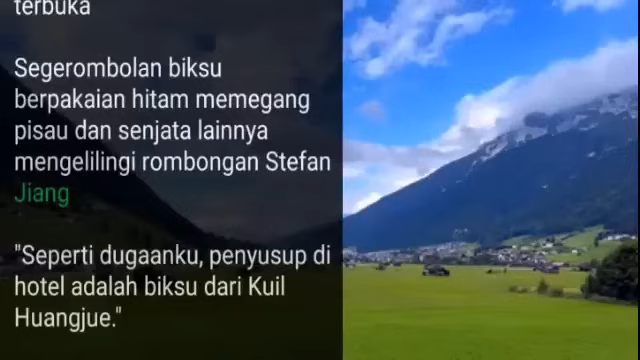 terbuka
Segerombolan biksu
berpakaian hitam memegang
pisau dan senjata lainnya
mengelilingi rombongan Stefan
Jiang
"Seperti dugaanku, penyusup di
hotel adalah biksu dari Kuil
Huangjue."